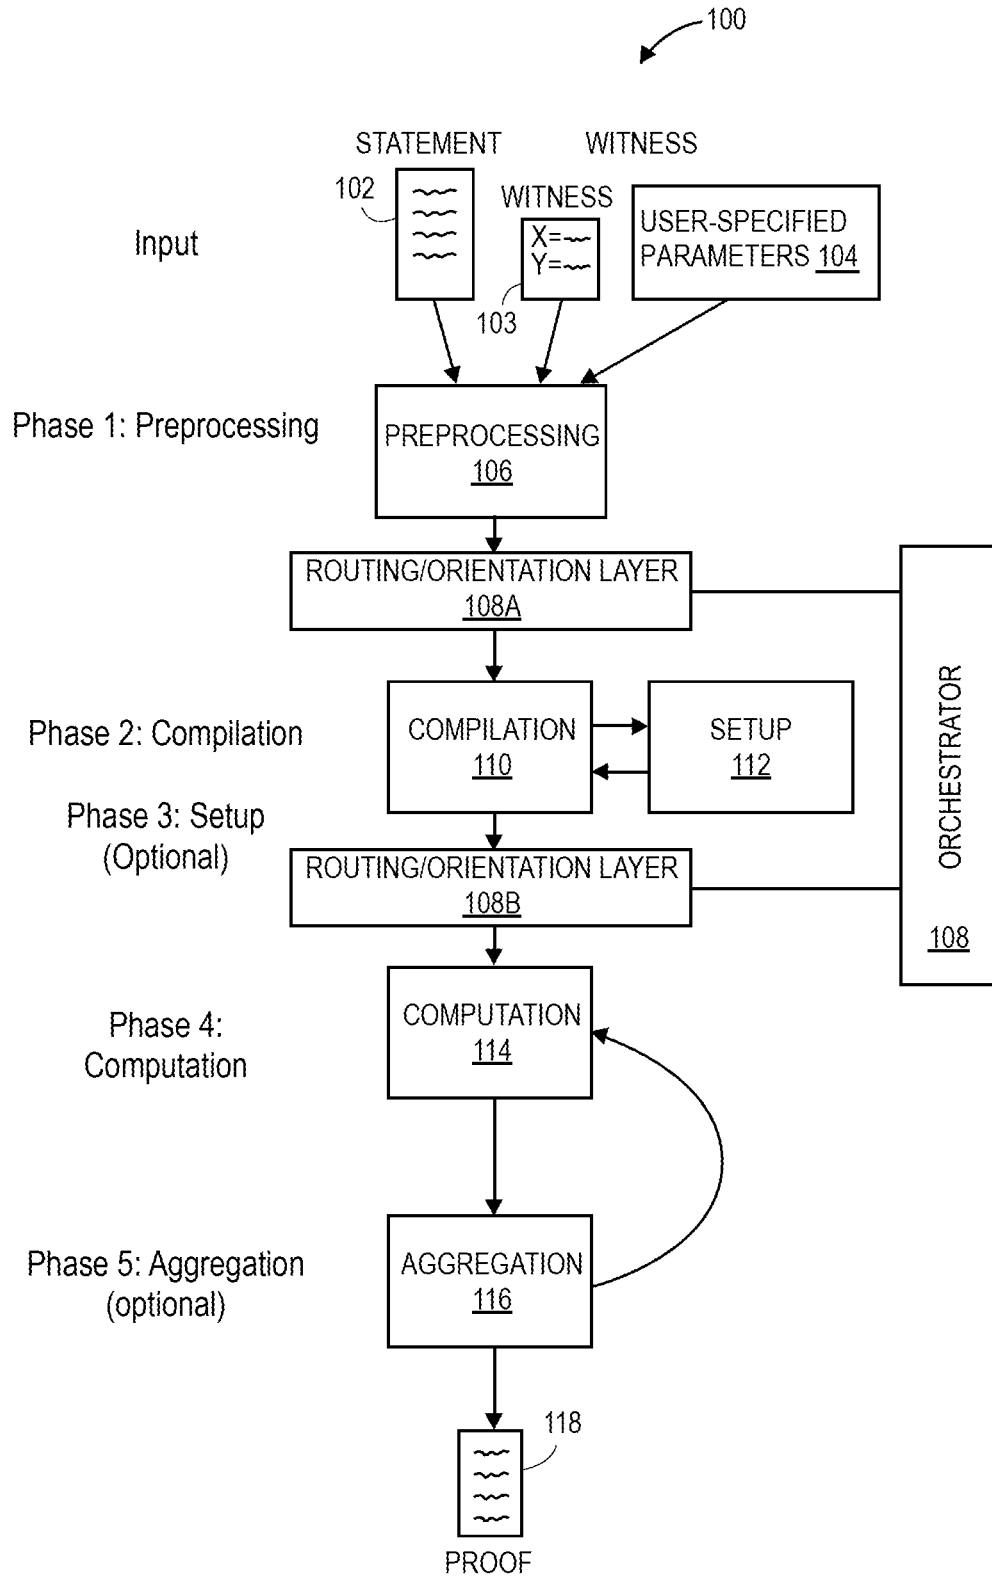 100
STATEMENT
WITNESS
102
WITNESS
USER-SPECIFIED
PARAMETERS 104
Input
X=
Y=
103
Phase 1: Preprocessing
PREPROCESSING
106
ROUTING/ORIENTATION LAYER
108A
ORCHESTRATOR
108
Phase 2: Compilation
COMPILATION
110
SETUP
112
Phase 3: Setup
(Optional)
ROUTING/ORIENTATION LAYER
108B
Phase 4:
Computation
COMPUTATION
114
Phase 5: Aggregation
(optional)
AGGREGATION
116
118
PROOF